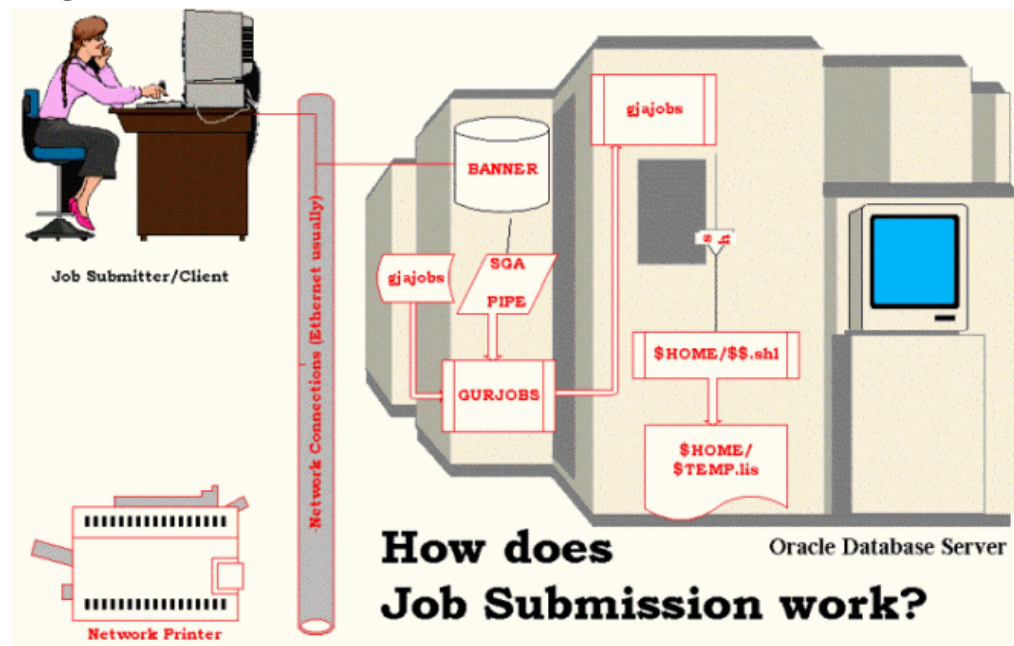 Job Submitter/Client
Network Connections (Ethernet usually)
BANNER
gjajobs
SGA
PIPE
GURJOBS
gjajobs
sh
$HOME/$$.shl
$HOME/
$TEMP.lis
Network Printer
Oracle Database Server
How does
Job Submission work?